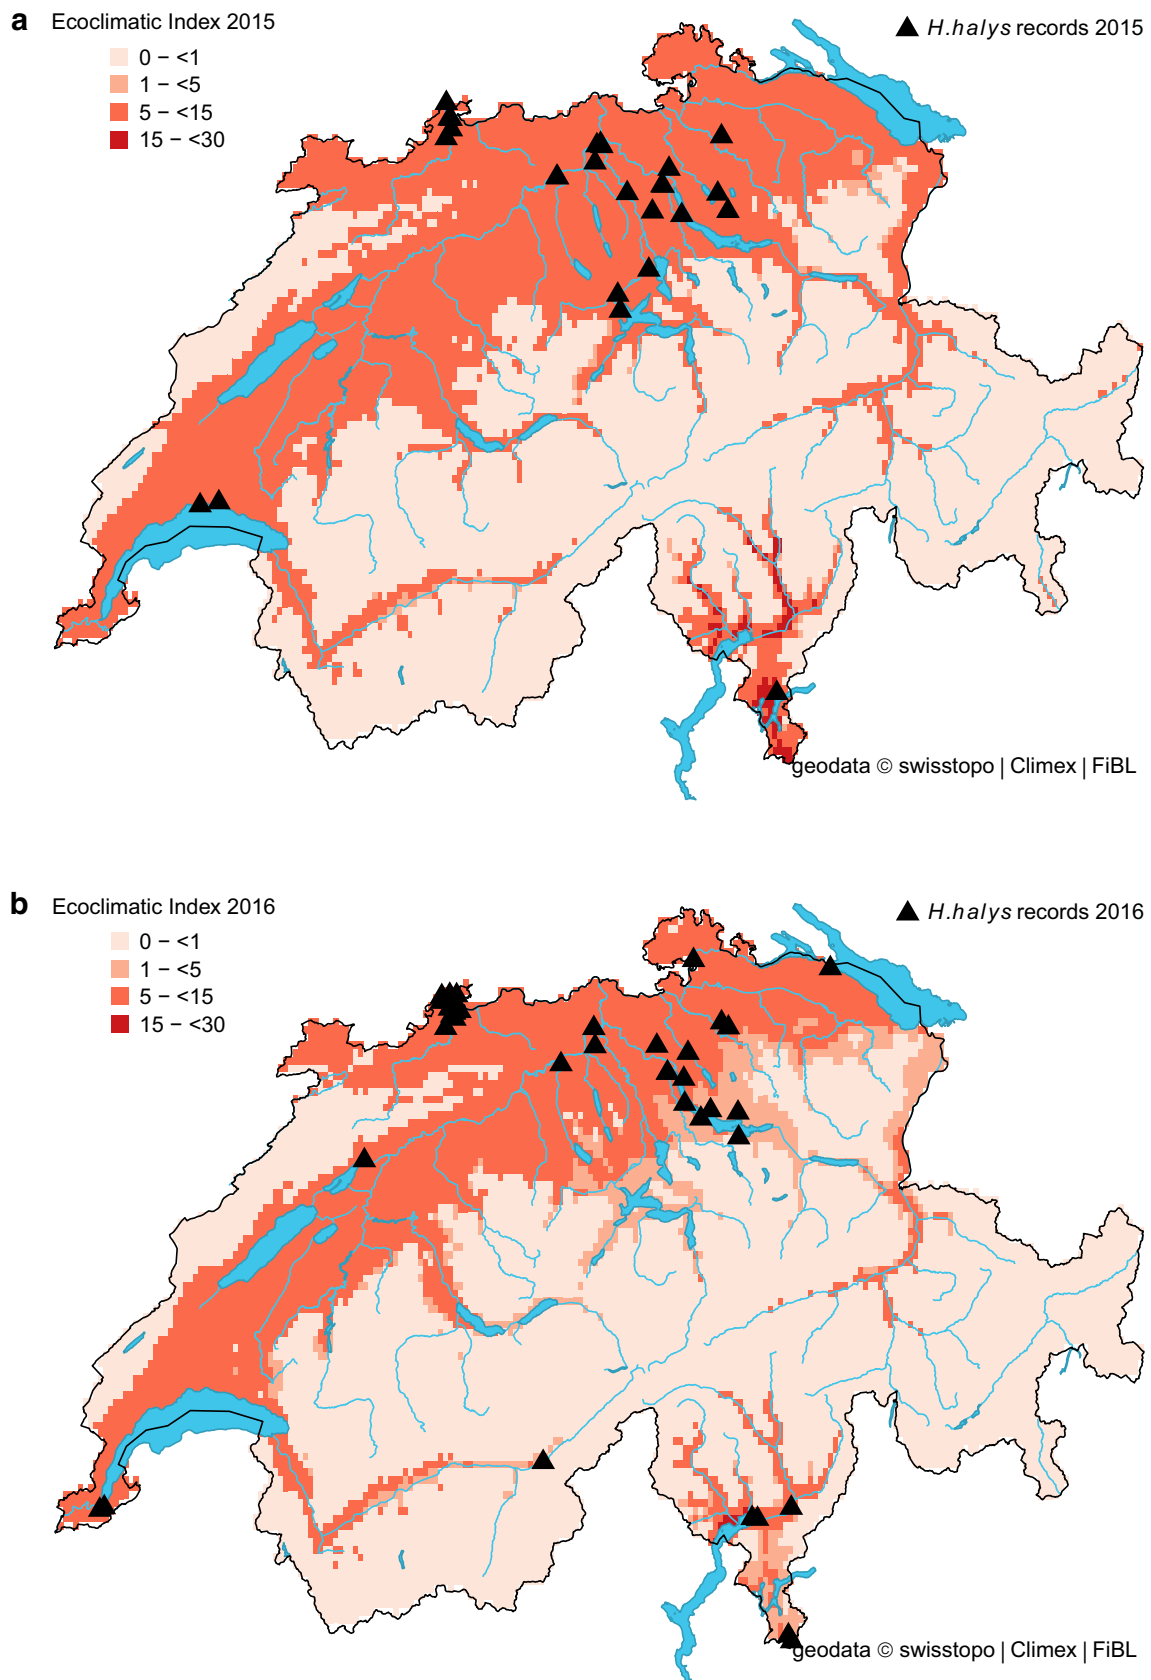 a Ecoclimatic Index 2015
H.halys records 2015
0 – <1
1 – <5
5 – <15
15 – <30
geodata © swisstopo | Climex | FiBL
b Ecoclimatic Index 2016
H.halys records 2016
0 – <1
1 – <5
5 – <15
15 – <30
geodata © swisstopo | Climex | FiBL